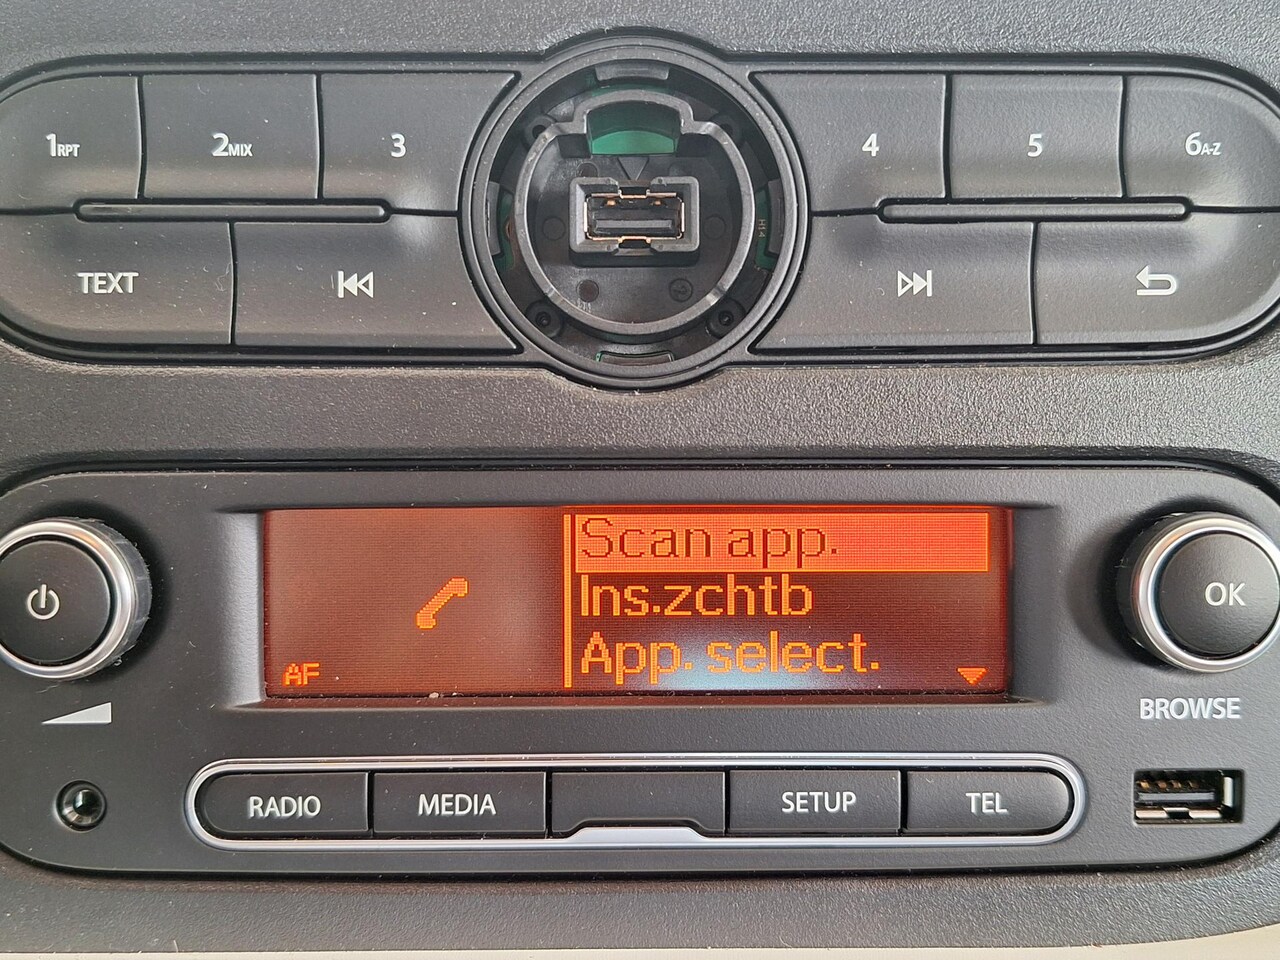 1RPT
2MIX
3
4
5
6A-Z
TEXT
Scan app.
Ins.zchtb
App. select.
AF
OK
BROWSE
RADIO
MEDIA
SETUP
TEL